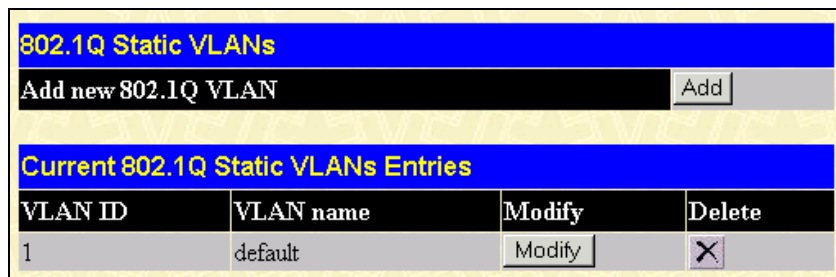 802.1Q Static VLANs
Add new 802.1Q VLAN Add
Current 802.1Q Static VLANs Entries
VLAN ID VLAN name Modify Delete
1 default Modify